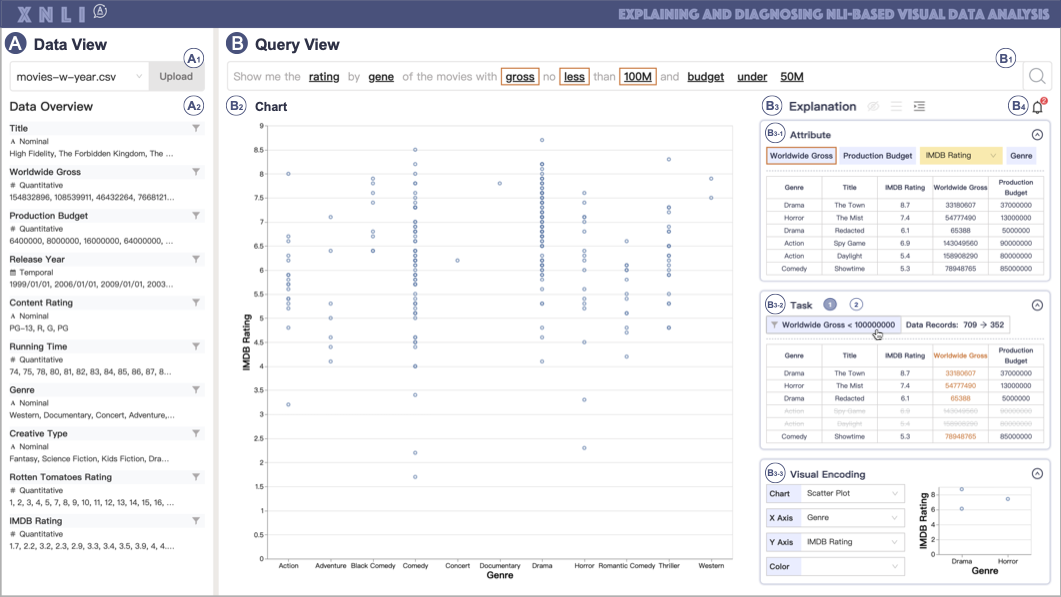 XNLI A
EXPLAINING AND DIAGNOSING NLI-BASED VISUAL DATA ANALYSIS
A Data View
A1
movies-w-year.csv Upload
Data Overview A2
Title
A Nominal
High Fidelity, The Forbidden Kingdom, The ...
Worldwide Gross
# Quantitative
154832896, 108539911, 46432264, 7668121...
Production Budget
# Quantitative
6400000, 8000000, 16000000, 64000000, ...
Release Year
Temporal
1999/01/01, 2006/01/01, 2009/01/01, 2003...
Content Rating
A Nominal
PG-13, R, G, PG
Running Time
# Quantitative
74, 75, 78, 80, 81, 82, 83, 84, 85, 86, 87, 8...
Genre
A Nominal
Western, Documentary, Concert, Adventure,...
Creative Type
A Nominal
Fantasy, Science Fiction, Kids Fiction, Dra...
Rotten Tomatoes Rating
# Quantitative
1, 2, 3, 4, 5, 7, 8, 9, 10, 11, 12, 13, 14, 15, 16, ...
IMDB Rating
# Quantitative
1.7, 2.2, 3.2, 2.3, 2.9, 3.3, 3.4, 3.5, 3.9, 4, 4....
B Query View
B1
Show me the rating by gene of the movies with gross no less than 100M and budget under 50M
B2 Chart
9
8.5
8
7.5
7
6.5
6
5.5
5
4.5
4
3.5
3
2.5
2
1.5
1
0.5
0
IMDB Rating
Action Adventure Black Comedy Comedy Concert Documentary Drama Horror Romantic Comedy Thriller Western
Genre
B3 Explanation B4 2
B3-1 Attribute
Worldwide Gross Production Budget IMDB Rating Genre
Genre Title IMDB Rating Worldwide Gross Production Budget
Drama The Town 8.7 33180607 37000000
Horror The Mist 7.4 54777490 13000000
Drama Redacted 6.1 65388 5000000
Action Spy Game 6.9 143049560 90000000
Action Daylight 5.4 158908290 80000000
Comedy Showtime 5.3 78948765 85000000
B3-2 Task 1 2
Worldwide Gross < 100000000 Data Records: 709 → 352
Genre Title IMDB Rating Worldwide Gross Production Budget
Drama The Town 8.7 33180607 37000000
Horror The Mist 7.4 54777490 13000000
Drama Redacted 6.1 65388 5000000
Action Spy Game 6.9 143049560 90000000
Action Daylight 5.4 158908290 80000000
Comedy Showtime 5.3 78948765 85000000
B3-3 Visual Encoding
Chart Scatter Plot
X Axis Genre
Y Axis IMDB Rating
Color
8
6
4
2
0
IMDB Rating
Drama Horror
Genre